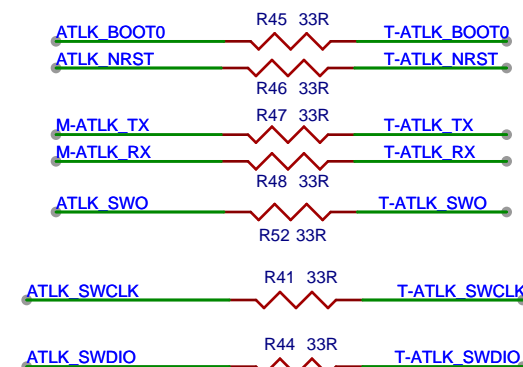 R45 33R
ATLK_BOOT0 T-ATLK_BOOT0
ATLK_NRST T-ATLK_NRST
R46 33R
R47 33R
M-ATLK_TX T-ATLK_TX
M-ATLK_RX T-ATLK_RX
R48 33R
ATLK_SWO T-ATLK_SWO
R52 33R
R41 33R
ATLK_SWCLK T-ATLK_SWCLK
R44 33R
ATLK_SWDIO T-ATLK_SWDIO